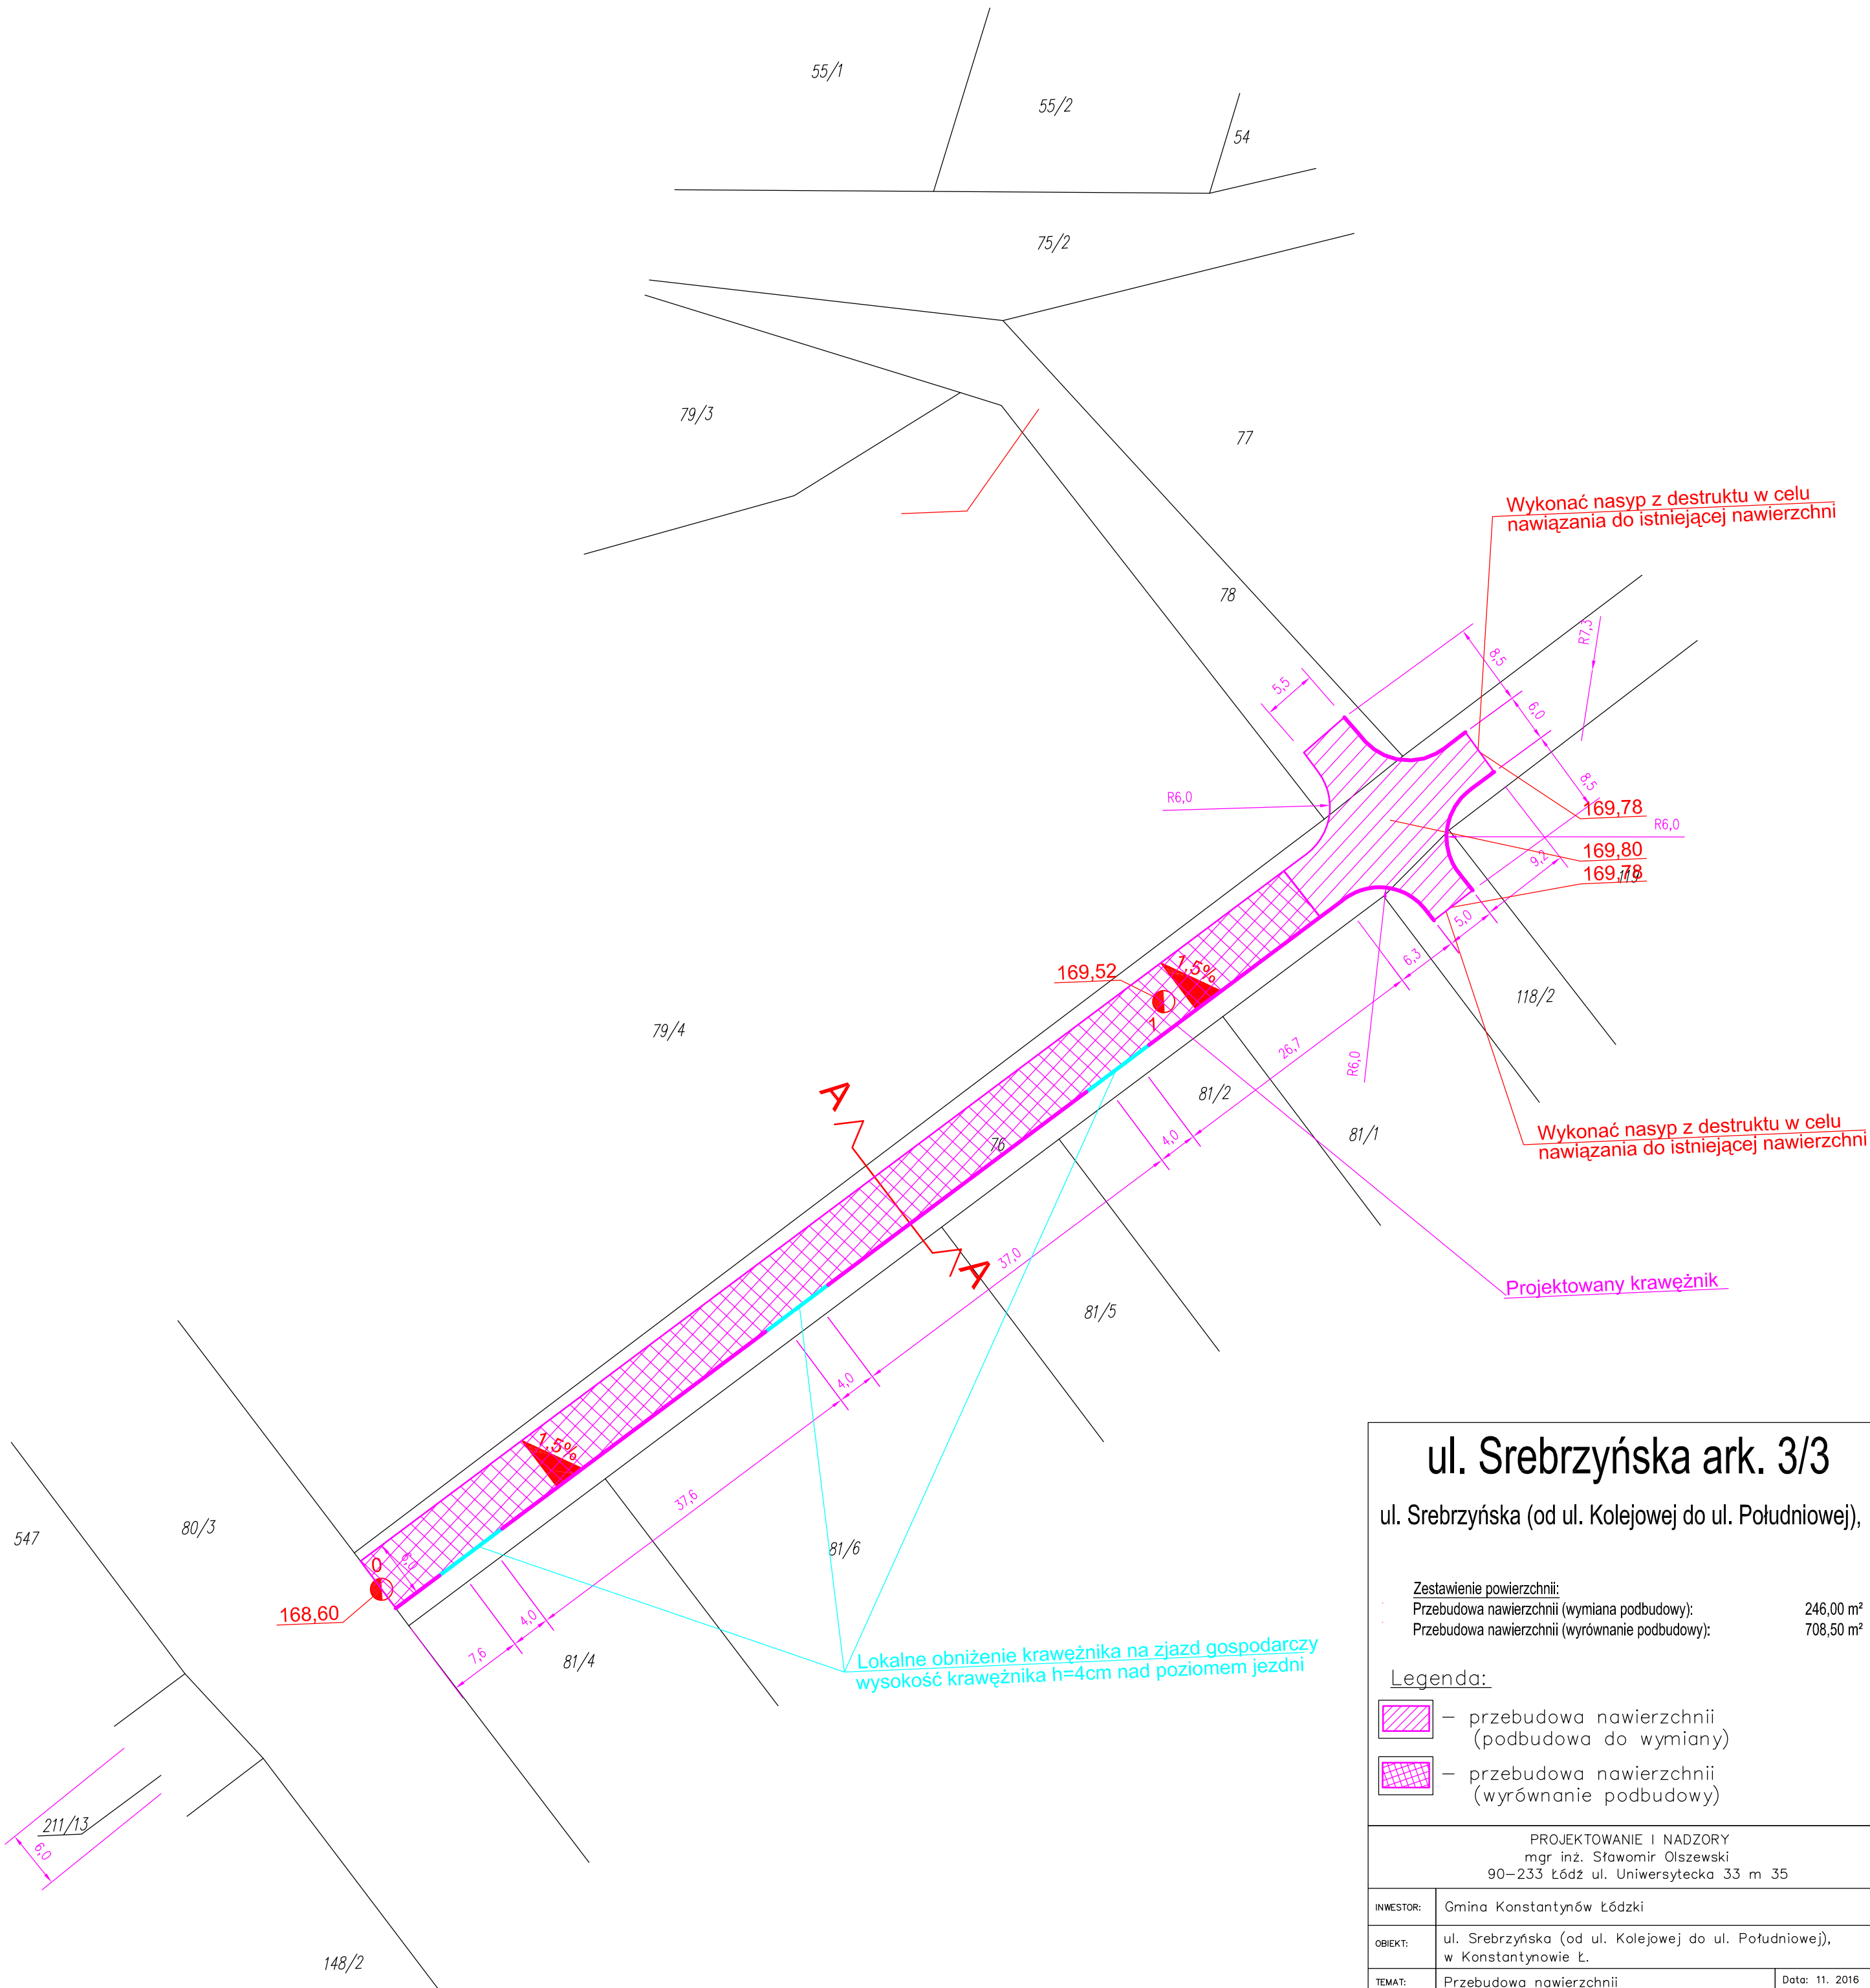 55/1
55/2
54
75/2
79/3
77
Wykonać nasyp z destruktu w celu
nawiązania do istniejącej nawierzchni
78
R7,3
8,5
5,5
6,0
R6,0
8,5
169,78
R6,0
169,80
9,2
169,78
119
5,0
6,3
169,52
1,5%
1
118/2
79/4
26,7
R6,0
A
81/2
81/1
76
4,0
Wykonać nasyp z destruktu w celu
nawiązania do istniejącej nawierzchni
37,0
A
Projektowany krawężnik
81/5
4,0
1,5%
37,6
547
80/3
81/6
0
6,0
168,60
4,0
7,6
81/4
Lokalne obniżenie krawężnika na zjazd gospodarczy
wysokość krawężnika h=4cm nad poziomem jezdni
211/13
6,0
148/2
ul. Srebrzyńska ark. 3/3
ul. Srebrzyńska (od ul. Kolejowej do ul. Południowej),
Zestawienie powierzchni:
Przebudowa nawierzchnii (wymiana podbudowy): 246,00 m²
Przebudowa nawierzchnii (wyrównanie podbudowy): 708,50 m²
Legenda:
– przebudowa nawierzchnii
(podbudowa do wymiany)
– przebudowa nawierzchnii
(wyrównanie podbudowy)
PROJEKTOWANIE I NADZORY
mgr inż. Sławomir Olszewski
90–233 Łódź ul. Uniwersytecka 33 m 35
INWESTOR: Gmina Konstantynów Łódzki
OBIEKT: ul. Srebrzyńska (od ul. Kolejowej do ul. Południowej),
w Konstantynowie Ł.
TEMAT: Przebudowa nawierzchnii Data: 11. 2016